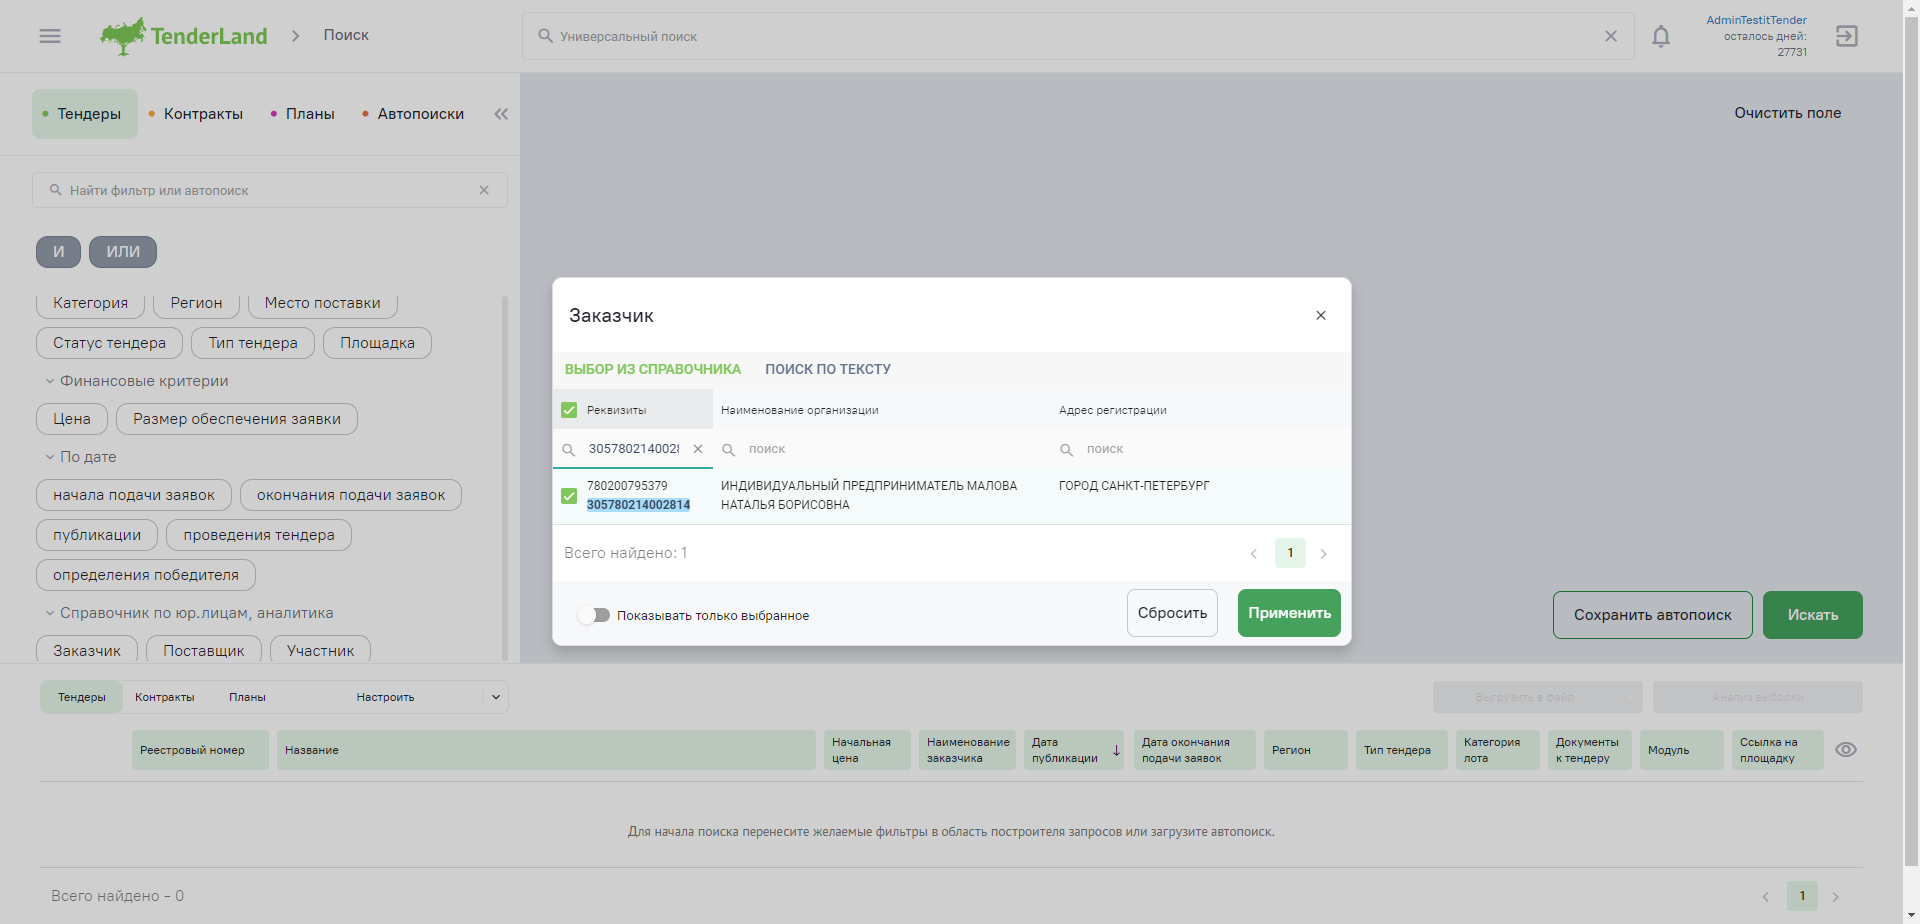 TenderLand
Поиск
Универсальный поиск
AdminTestitTender
осталось дней:
27731
Тендеры
Контракты
Планы
Автопоиски
Очистить поле
Найти фильтр или автопоиск
И
ИЛИ
Категория
Регион
Место поставки
Статус тендера
Тип тендера
Площадка
Финансовые критерии
Цена
Размер обеспечения заявки
По дате
начала подачи заявок
окончания подачи заявок
публикации
проведения тендера
определения победителя
Справочник по юр.лицам, аналитика
Заказчик
Поставщик
Участник
Заказчик
ВЫБОР ИЗ СПРАВОЧНИКА
ПОИСК ПО ТЕКСТУ
Реквизиты
Наименование организации
Адрес регистрации
3057802140028
поиск
поиск
780200795379
305780214002814
ИНДИВИДУАЛЬНЫЙ ПРЕДПРИНИМАТЕЛЬ МАЛОВА
НАТАЛЬЯ БОРИСОВНА
ГОРОД САНКТ-ПЕТЕРБУРГ
Всего найдено: 1
1
Показывать только выбранное
Сбросить
Применить
Сохранить автопоиск
Искать
Тендеры
Контракты
Планы
Настроить
Выгрузить в файл
Анализ выборки
Реестровый номер
Название
Начальная
цена
Наименование
заказчика
Дата
публикации
Дата окончания
подачи заявок
Регион
Тип тендера
Категория
лота
Документы
к тендеру
Модуль
Ссылка на
площадку
Для начала поиска перенесите желаемые фильтры в область построителя запросов или загрузите автопоиск.
Всего найдено - 0
1